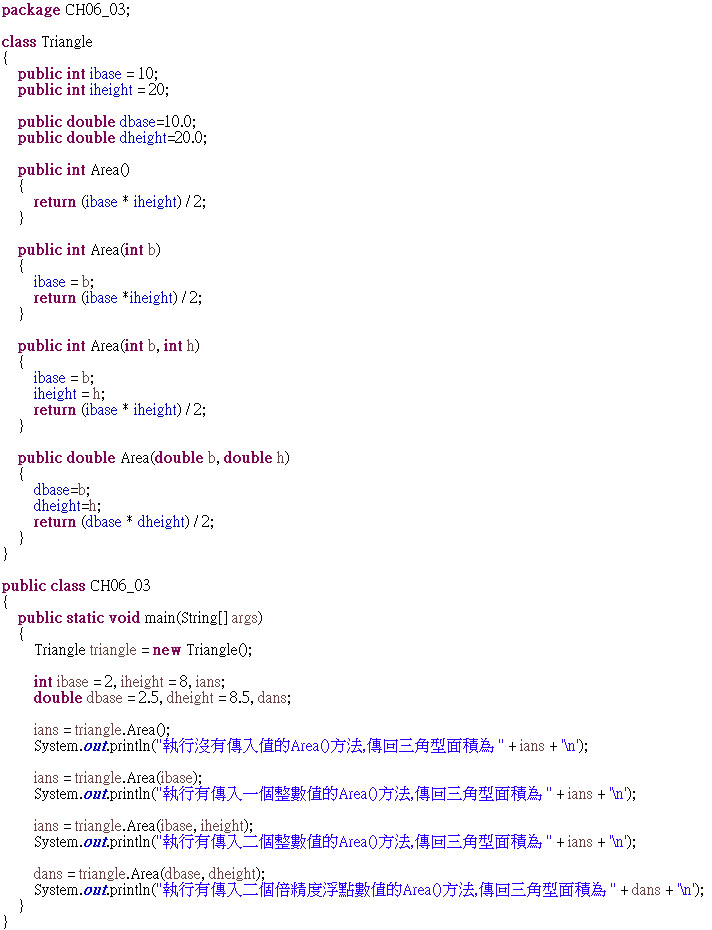 package CH06_03;
class Triangle
{
public int ibase = 10;
public int iheight = 20;
public double dbase=10.0;
public double dheight=20.0;
public int Area()
{
return (ibase * iheight) / 2;
}
public int Area(int b)
{
ibase = b;
return (ibase *iheight) / 2;
}
public int Area(int b, int h)
{
ibase = b;
iheight = h;
return (ibase * iheight) / 2;
}
public double Area(double b, double h)
{
dbase=b;
dheight=h;
return (dbase * dheight) / 2;
}
}
public class CH06_03
{
public static void main(String[] args)
{
Triangle triangle = new Triangle();
int ibase = 2, iheight = 8, ians;
double dbase = 2.5, dheight = 8.5, dans;
ians = triangle.Area();
System.out.println("執行沒有傳入值的Area()方法,傳回三角型面積為 " + ians + "\n");
ians = triangle.Area(ibase);
System.out.println("執行有傳入一個整數值的Area()方法,傳回三角型面積為 " + ians + "\n");
ians = triangle.Area(ibase, iheight);
System.out.println("執行有傳入二個整數值的Area()方法,傳回三角型面積為 " + ians + "\n");
dans = triangle.Area(dbase, dheight);
System.out.println("執行有傳入二個倍精度浮點數值的Area()方法,傳回三角型面積為 " + dans + "\n");
}
}